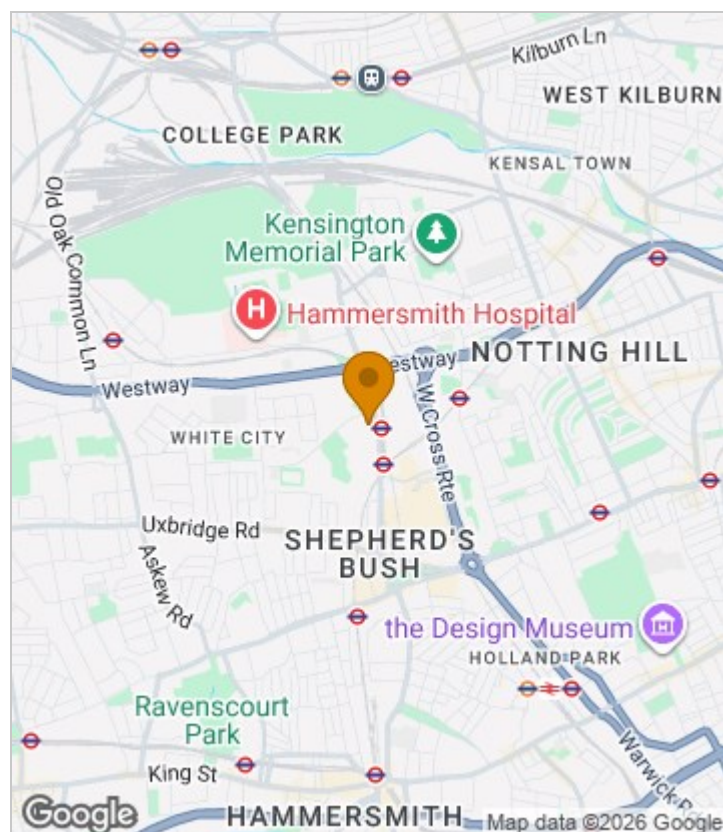 Kilburn Ln
WEST KILBURN
COLLEGE PARK
KENSAL TOWN
Old Oak Common Ln
Kensington
Memorial Park
H
Hammersmith Hospital
Westway
NOTTING HILL
Westway
W Cross Rte
WHITE CITY
Uxbridge Rd
SHEPHERD'S
BUSH
Askew Rd
the Design Museum
HOLLAND PARK
Ravenscourt
Park
King St
Warwick
HAMMERSMITH
Google
Map data ©2026 Google